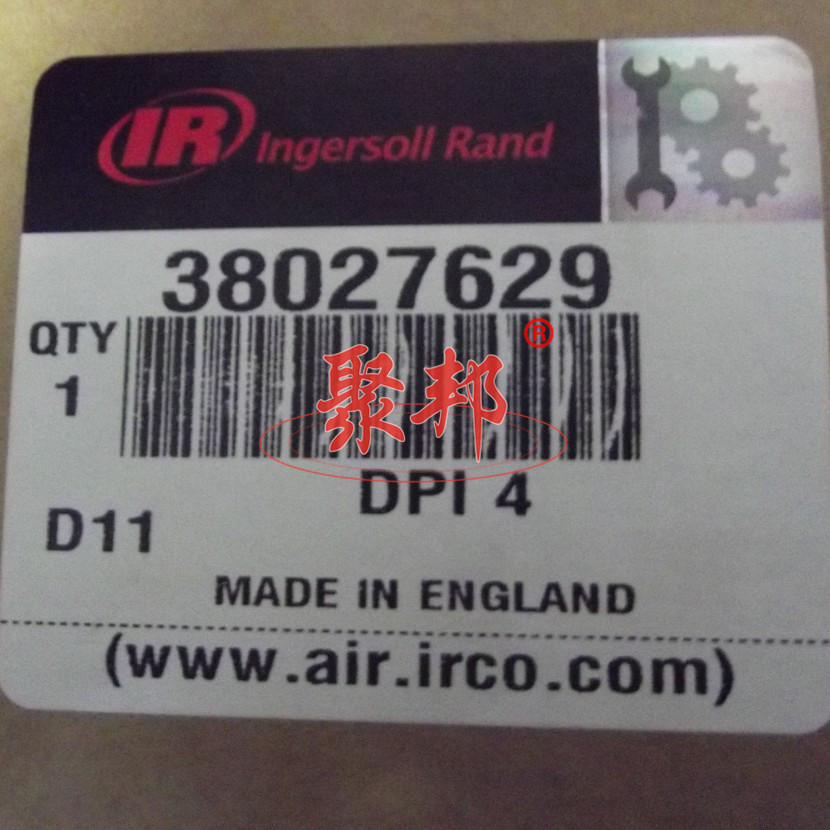 IR Ingersoll Rand
38027629
QTY
1
聚邦®
DPI 4
D11
MADE IN ENGLAND
(www.air.irco.com)